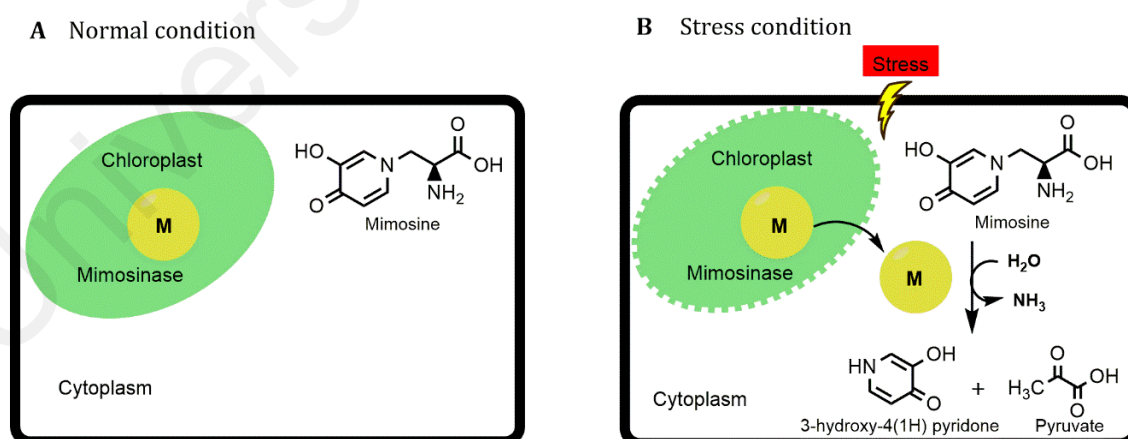 A Normal condition
Chloroplast
M
Mimosinase
HO
O
N
O
OH
NH₂
Mimosine
Cytoplasm
B Stress condition
Stress
Chloroplast
M
Mimosinase
M
HO
O
N
O
OH
NH₂
Mimosine
H₂O
NH₃
Cytoplasm
HN
OH
O
3-hydroxy-4(1H) pyridone
+
H₃C
O
OH
O
Pyruvate